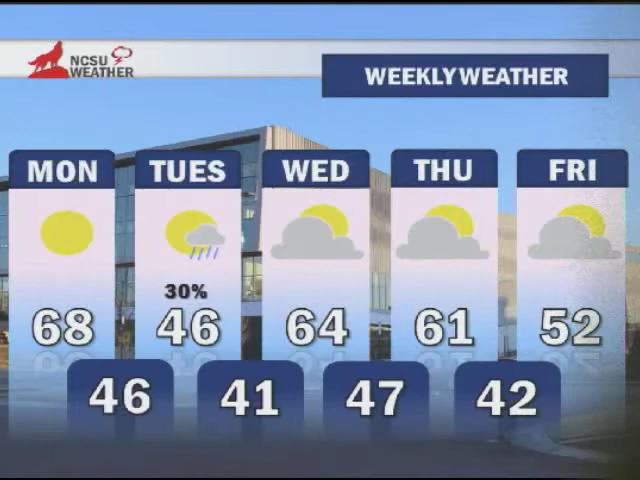 NCSU
WEATHER
WEEKLY WEATHER
MON
TUES
WED
THU
FRI
30%
68
46
64
61
52
46
41
47
42